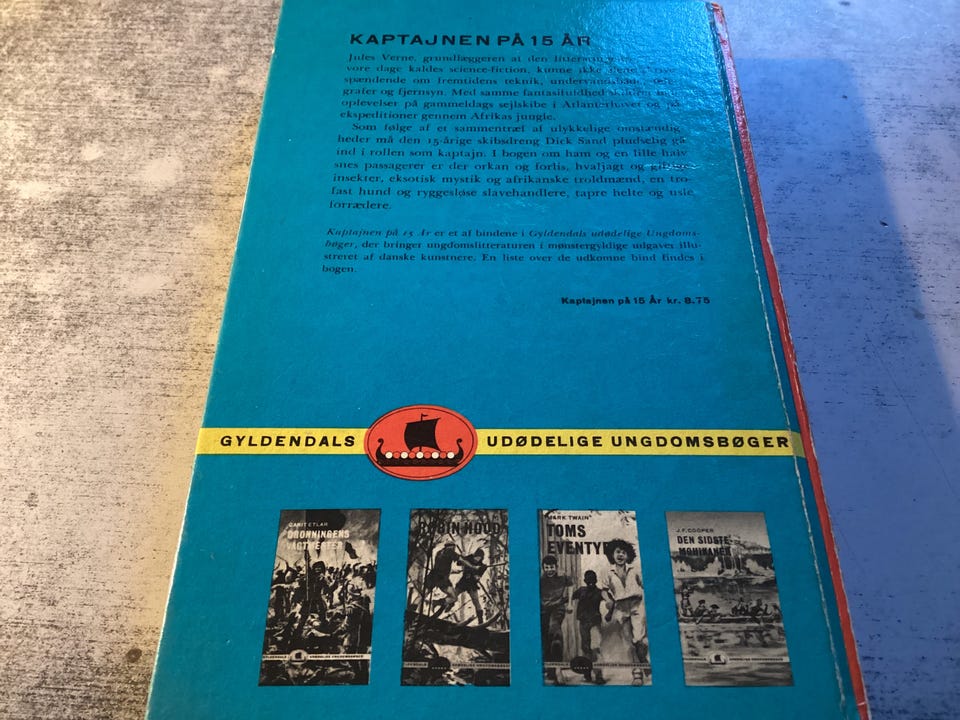 KAPTAJNEN PÅ 15 ÅR
Jules Verne, grundlæggeren af den litteratur
vore dage kaldes science-fiction, kunne ikke
spændende om fremtidens teknik, undervandsbåde,
grafer og fjernsyn. Med samme fantasifuldhed
oplevelser på gammeldags sejlskibe i Atlanterhavet og på
ekspeditioner gennem Afrikas jungle.
Som følge af et sammentræf af ulykkelige omstændig-
heder må den 15-årige skibsdreng Dick Sand pludselig gå
ind i rollen som kaptajn. I bogen om ham og en lille
snes passagerer er der orkan og forlis, hvaljagt og giftige
insekter, eksotisk mystik og afrikanske troldmænd, en tro-
fast hund og ryggesløse slavehandlere, tapre helte og usle
forrædere.
Kaptajnen på 15 År er et af bindene i Gyldendals udødelige Ungdoms-
bøger, der bringer ungdomslitteraturen i mønstergyldige udgaver illu-
streret af danske kunstnere. En liste over de udkomne bind findes i
bogen.
Kaptajnen på 15 År kr. 8.75
GYLDENDALS UDØDELIGE UNGDOMSBØGER
CARIT ETLAR
DRONNINGENS
VAGTMESTER
ROBIN HOOD
MARK TWAIN
TOMS
EVENTYR
J. F. COOPER
DEN SIDSTE
MOHIKANER